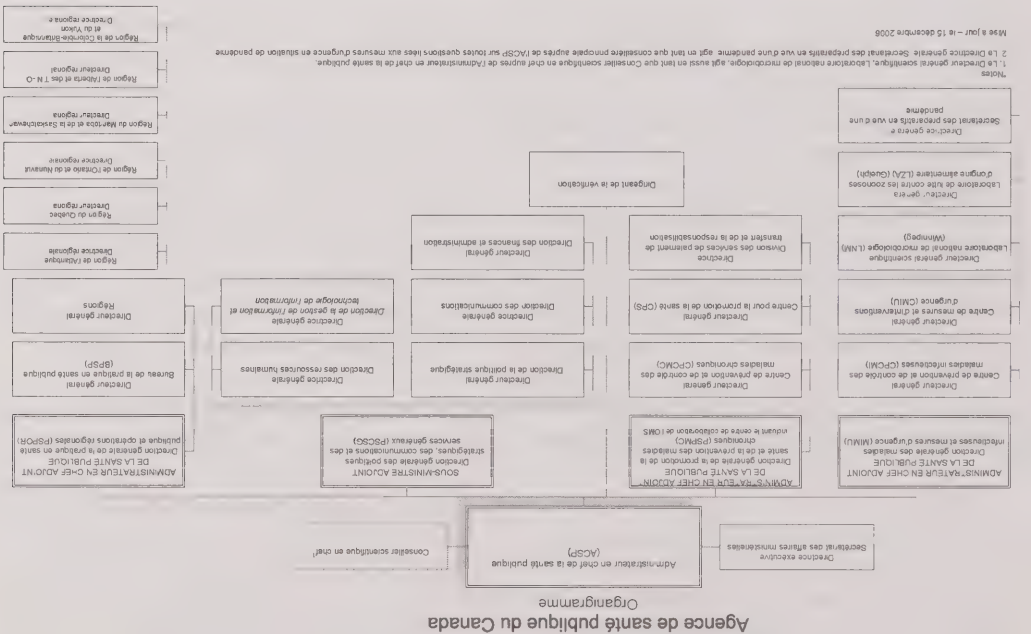 Agence de santé publique du Canada
Organigramme
Directrice exécutive
Secrétariat des affaires ministérielles
Administrateur en chef de la santé publique
(ACSP)
Conseiller scientifique en chef¹
ADMINISTRATEUR EN CHEF ADJOINT
DE LA SANTÉ PUBLIQUE
Direction générale des maladies
infectieuses et mesures d'urgence (MIMU)
Directeur général
Centre de prévention et de contrôle des
maladies infectieuses (CPCMI)
Directeur général
Centre de mesures et d'interventions
d'urgence (CMIU)
Directeur général scientifique
Laboratoire national de microbiologie (LNM)
(Winnipeg)
Directeur général
Laboratoire de lutte contre les zoonoses
d'origine alimentaire (LZA) (Guelph)
Directrice générale
Secrétariat des préparatifs en vue d'une
pandémie
ADMINISTRATEUR EN CHEF ADJOINT
DE LA SANTÉ PUBLIQUE
Direction générale de la promotion de la
santé et de la prévention des maladies
chroniques (PSPMC)
incluant le centre de collaboration de l'OMS
Directeur général
Centre de prévention et de contrôle des
maladies chroniques (CPCMC)
Directeur général
Centre pour la promotion de la santé (CPS)
Directrice
Division des services de paiement de
transfert et de la responsabilisation
SOUS-MINISTRE ADJOINT
Direction générale des politiques
stratégiques, des communications et des
services généraux (PSCSG)
Directeur général
Direction de la politique stratégique
Directrice générale
Direction des communications
Directeur général
Direction des finances et administration
Directrice générale
Direction des ressources humaines
Directrice générale
Direction de la gestion de l'information et
technologie de l'information
Dirigeant de la vérification
ADMINISTRATEUR EN CHEF ADJOINT
DE LA SANTÉ PUBLIQUE
Direction générale de la pratique en santé
publique et opérations régionales (PSPOR)
Directeur général
Bureau de la pratique en santé publique
(BPSP)
Directeur général
Régions
Région de l'Atlantique
Directrice régionale
Région du Québec
Directeur régional
Région de l'Ontario et du Nunavut
Directrice régionale
Région du Manitoba et de la Saskatchewan
Directeur régional
Région de l'Alberta et des T.N.-O
Directeur régional
Région de la Colombie-Britannique
et du Yukon
Directrice régionale
*Notes
1. Le Directeur général scientifique, Laboratoire national de microbiologie, agit aussi en tant que Conseiller scientifique en chef auprès de l'Administrateur en chef de la santé publique.
2. La Directrice générale, Secrétariat des préparatifs en vue d'une pandémie, agit en tant que conseillère principale auprès de l'ACSP sur toutes questions liées aux mesures d'urgence en situation de pandémie
Mise à jour – le 15 décembre 2008